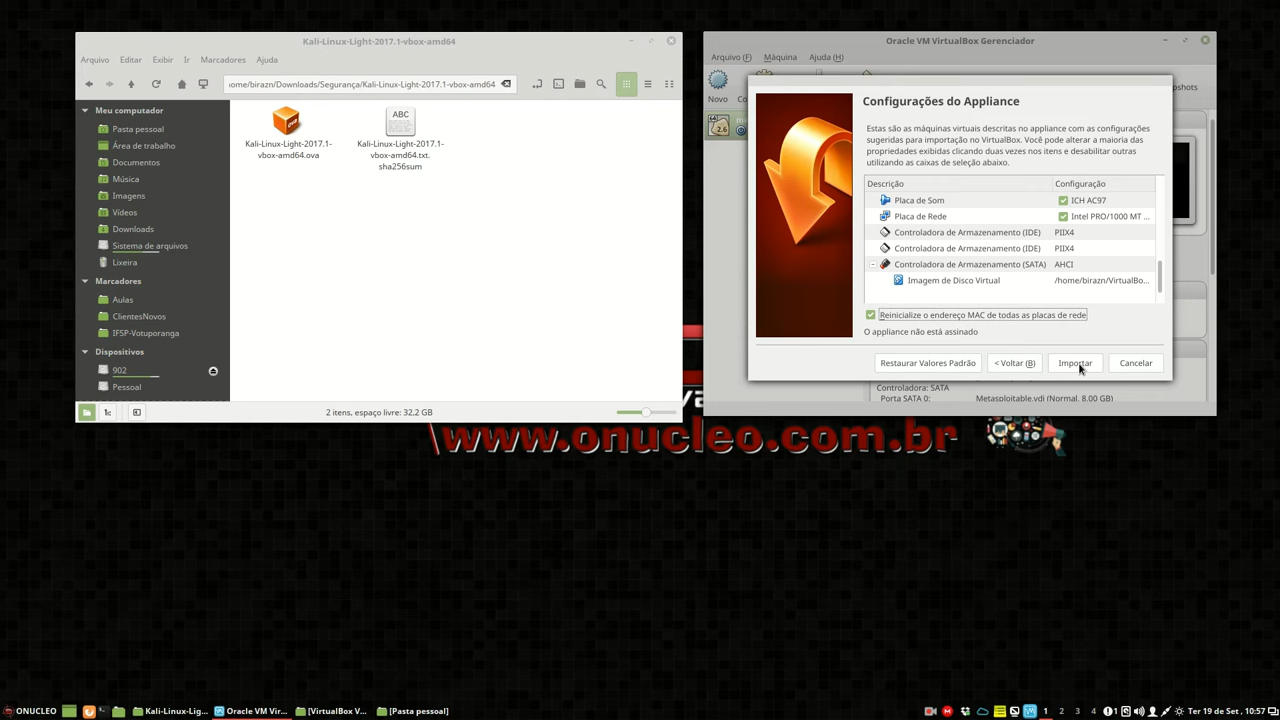 Kali-Linux-Light-2017.1-vbox-amd64
Arquivo Editar Exibir Ir Marcadores Ajuda
/home/birazn/Downloads/Segurança/Kali-Linux-Light-2017.1-vbox-amd64
Meu computador
Pasta pessoal
Área de trabalho
Documentos
Música
Imagens
Vídeos
Downloads
Sistema de arquivos
Lixeira
Marcadores
Aulas
ClientesNovos
IFSP-Votuporanga
Dispositivos
902
Pessoal
Kali-Linux-Light-2017.1-
vbox-amd64.ova
ABC
Kali-Linux-Light-2017.1-
vbox-amd64.txt.
sha256sum
2 itens, espaço livre: 32,2 GB
Oracle VM VirtualBox Gerenciador
Arquivo (F) Máquina Ajuda (H)
Novo
2.6
Configurações do Appliance
Estas são as máquinas virtuais descritas no appliance com as configurações
sugeridas para importação no VirtualBox. Você pode alterar a maioria das
propriedades exibidas clicando duas vezes nos itens e desabilitar outras
utilizando as caixas de seleção abaixo.
Descrição Configuração
Placa de Som ICH AC97
Placa de Rede Intel PRO/1000 MT ...
Controladora de Armazenamento (IDE) PIIX4
Controladora de Armazenamento (IDE) PIIX4
Controladora de Armazenamento (SATA) AHCI
Imagem de Disco Virtual /home/birazn/VirtualBo...
Reinicialize o endereço MAC de todas as placas de rede
O appliance não está assinado
Restaurar Valores Padrão < Voltar (B) Importar Cancelar
Controladora: SATA
Porta SATA 0: Metasploitable.vdi (Normal, 8,00 GB)
\www.onucleo.com.br
ONUCLEO Kali-Linux-Lig... Oracle VM Vir... [VirtualBox V... [Pasta pessoal] 1 2 3 4 1 Ter 19 de Set, 10:57